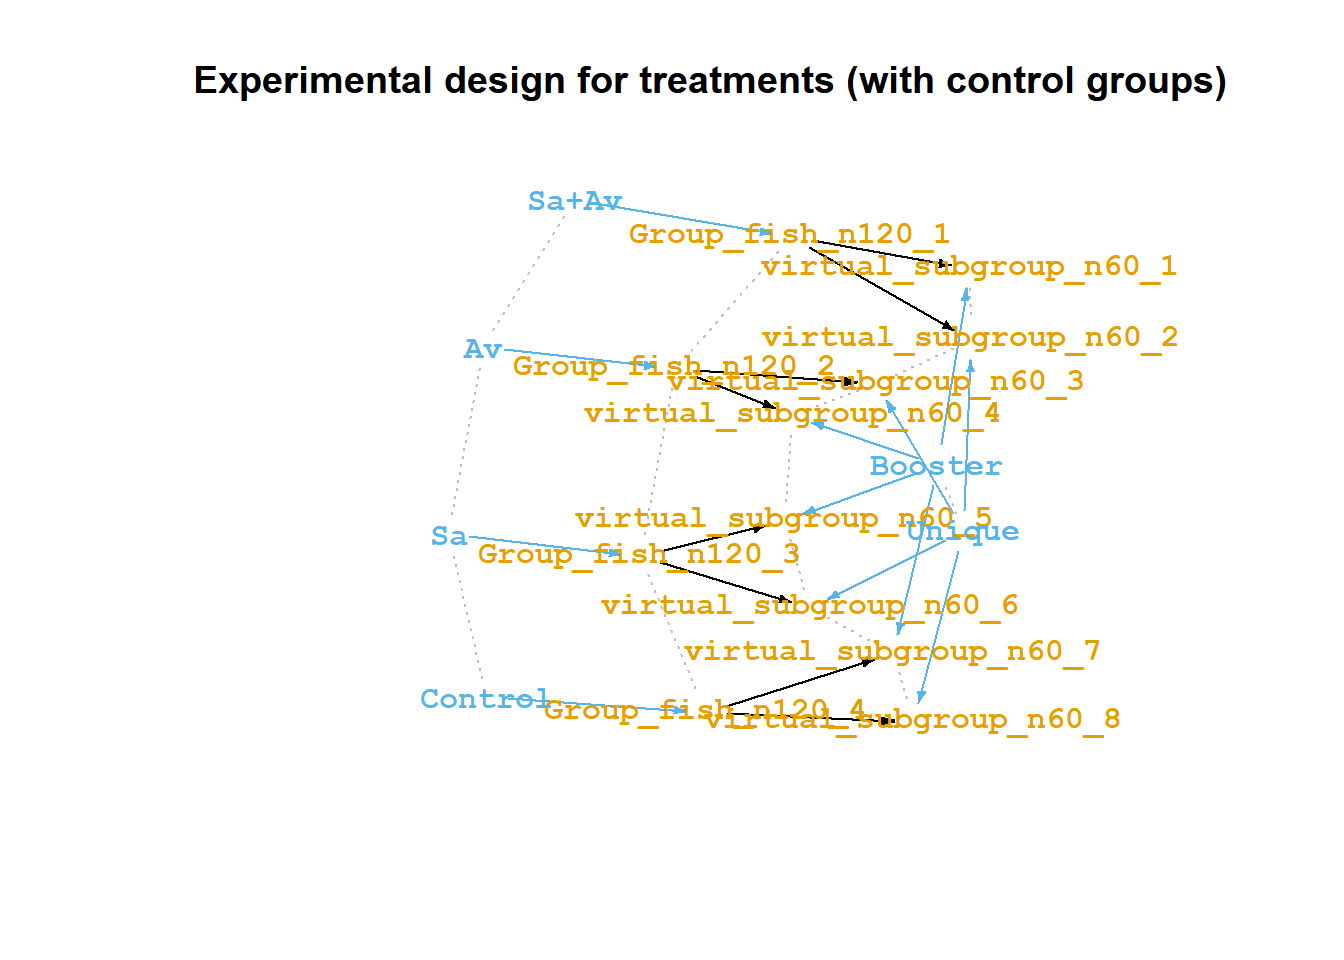 Experimental design for treatments (with control groups)
Sa+Av
Group_fish_n120_1
virtual_subgroup_n60_1
virtual_subgroup_n60_2
Av
Group_fish_n120_2
virtual_subgroup_n60_3
virtual_subgroup_n60_4
Booster
virtual_subgroup_n60_5
Unique
Sa
Group_fish_n120_3
virtual_subgroup_n60_6
virtual_subgroup_n60_7
Control
Group_fish_n120_4
virtual_subgroup_n60_8